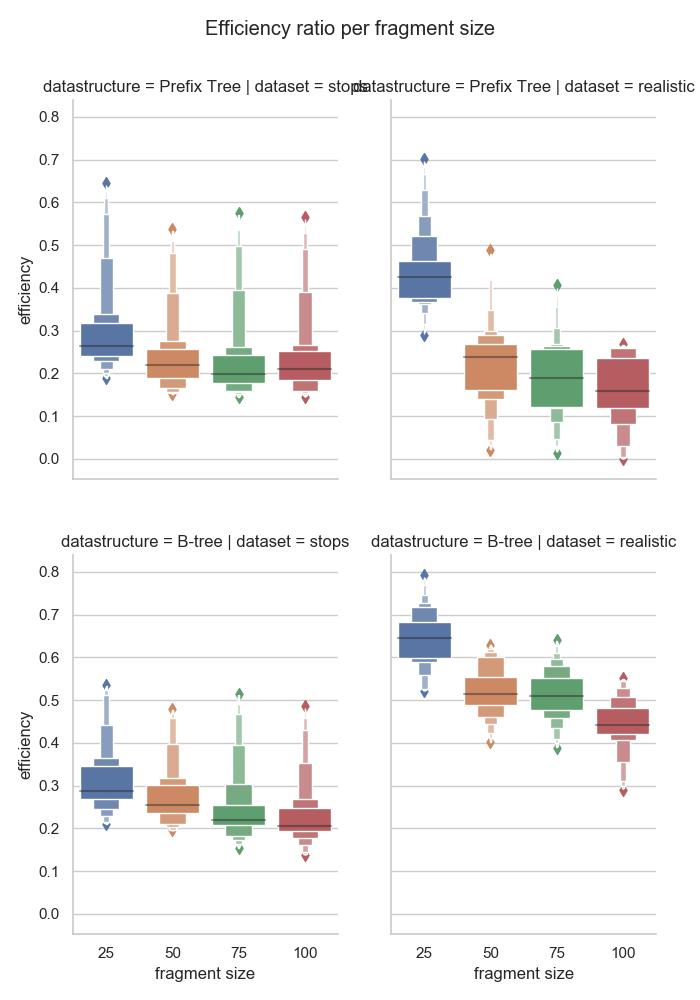 Efficiency ratio per fragment size
datastructure = Prefix Tree | dataset = stops
datastructure = Prefix Tree | dataset = realistic
0.8
0.7
0.6
0.5
0.4
0.3
0.2
0.1
0.0
efficiency
datastructure = B-tree | dataset = stops
datastructure = B-tree | dataset = realistic
0.8
0.7
0.6
0.5
0.4
0.3
0.2
0.1
0.0
efficiency
25 50 75 100
fragment size
25 50 75 100
fragment size